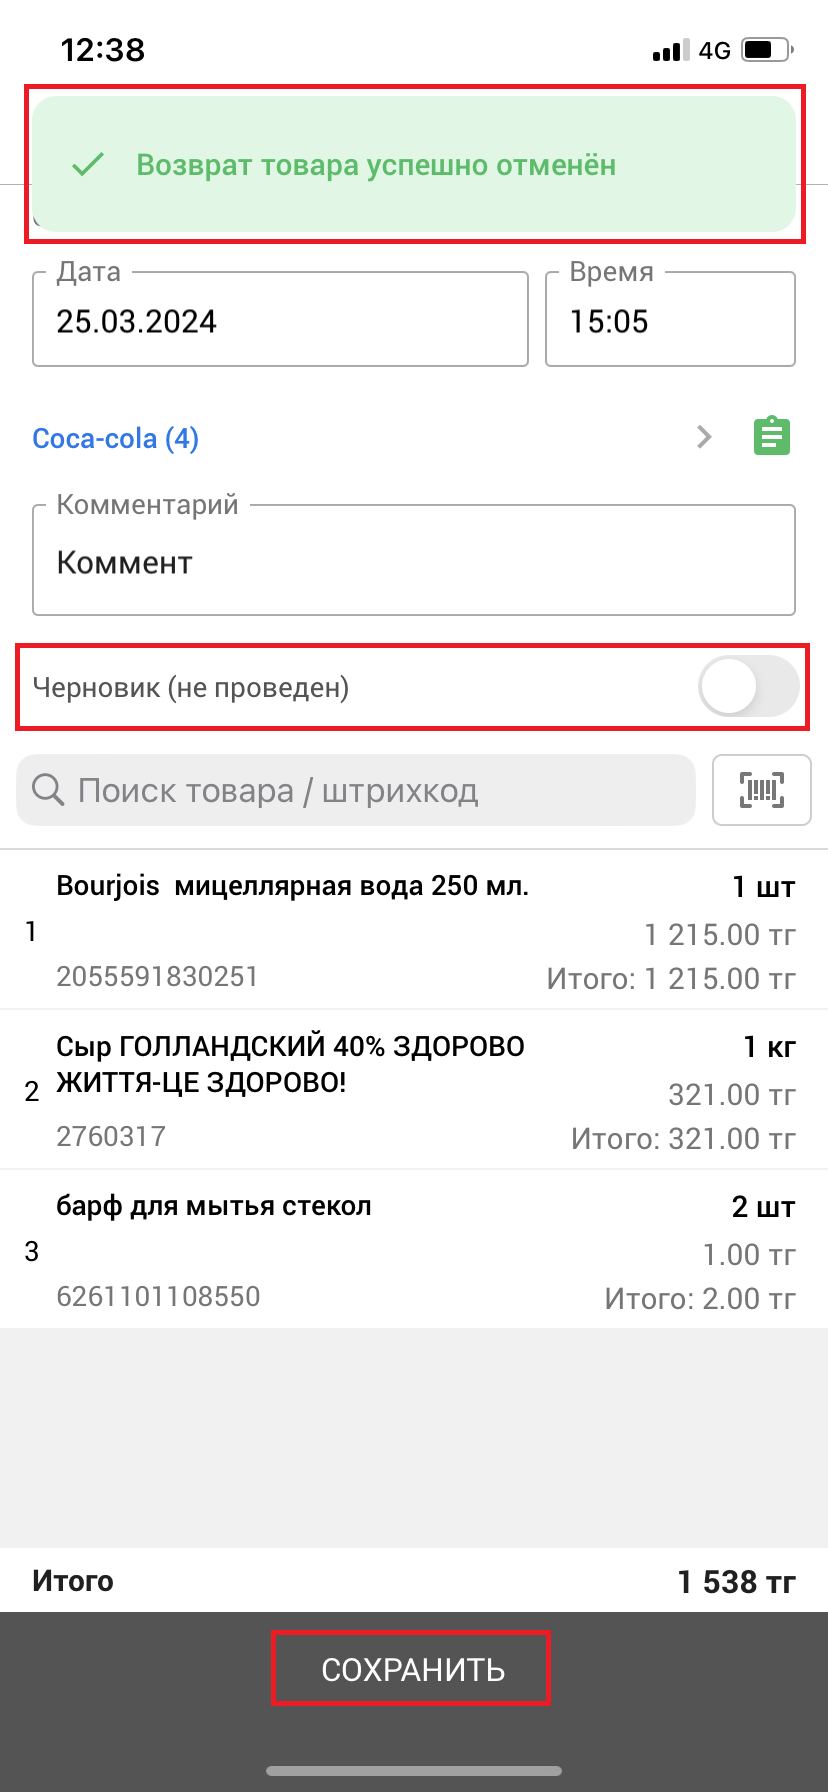 12:38
4G
Возврат товара успешно отменён
Дата
25.03.2024
Время
15:05
Coca-cola (4)
Комментарий
Коммент
Черновик (не проведен)
Поиск товара / штрихкод
1
Bourjois  мицеллярная вода 250 мл.
1 шт
1 215.00 тг
2055591830251
Итого: 1 215.00 тг
2
Сыр ГОЛЛАНДСКИЙ 40% ЗДОРОВО
ЖИТТЯ-ЦЕ ЗДОРОВО!
1 кг
321.00 тг
2760317
Итого: 321.00 тг
3
барф для мытья стекол
2 шт
1.00 тг
6261101108550
Итого: 2.00 тг
Итого
1 538 тг
СОХРАНИТЬ